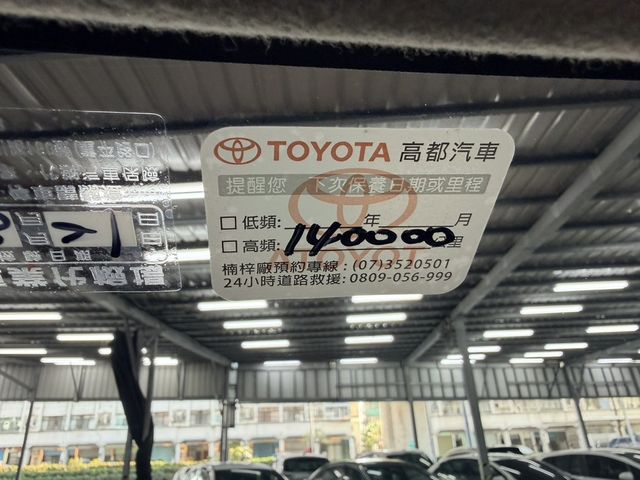 TOYOTA 高都汽車
提醒您 下次保養日期或里程
□ 低頻: 年 月
□ 高頻: 140000 里
楠梓廠預約專線: (07)3520501
24小時道路救援: 0809-056-999